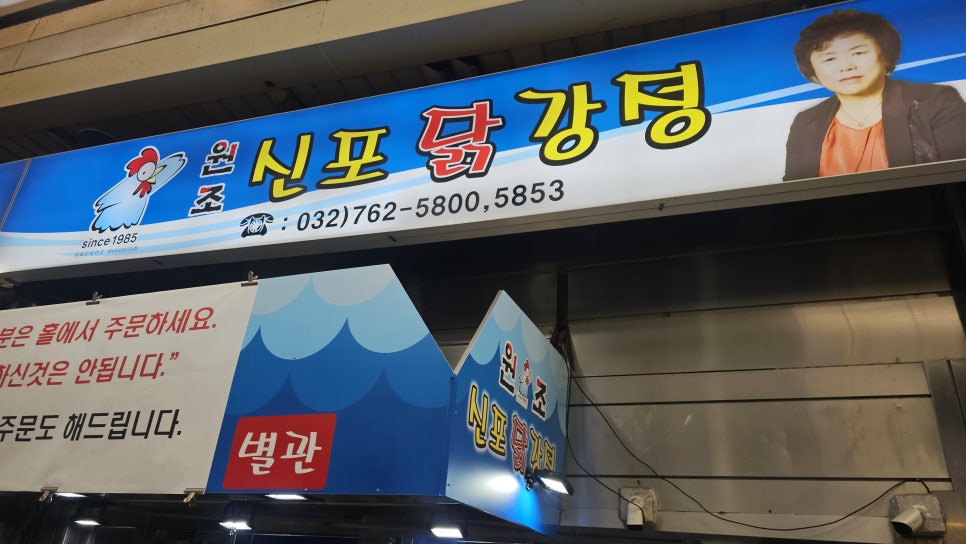 원조 신포 닭강정
since 1985
☎ : 032)762-5800,5853
분은 홀에서 주문하세요.
하신것은 안됩니다.”
주문도 해드립니다.
별관
원조
신포 닭강정